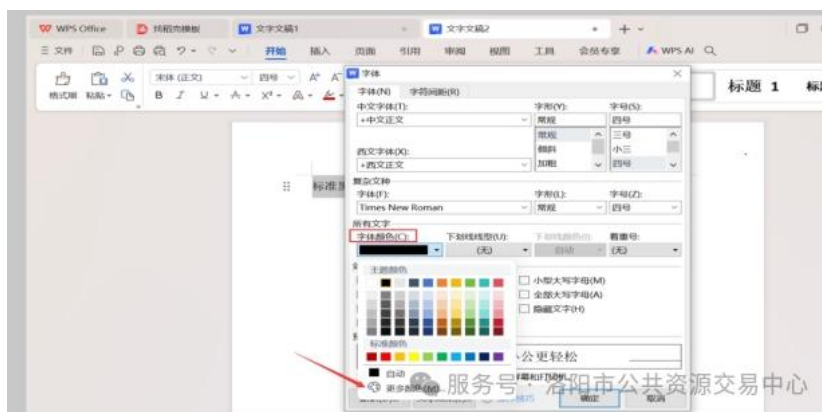 WPS Office 找稻壳模板 文字文稿1 文字文稿2
文件 开始 插入 页面 引用 审阅 视图 工具 会员专享 WPS AI
格式刷 粘贴 宋体 (正文) 四号 标题 1
B I U A X² A
字体
字体(N) 字符间距(R)
中文字体(T): 字形(Y): 字号(S):
+中文正文 常规 四号
常规 三号
倾斜 小三
西文字体(X):
+西文正文 加粗 四号
复杂文种
字体(F): 字形(L): 字号(Z):
Times New Roman 常规 四号
所有文字
字体颜色(C): 下划线线型(U): 下划线颜色(I): 着重号:
(无) 自动 (无)
主题颜色
小型大写字母(M)
全部大写字母(A)
隐藏文字(H)
标准颜色
公更轻松
自动
更多颜色(M)...
确定 取消
标准
服务号 · 洛阳市公共资源交易中心